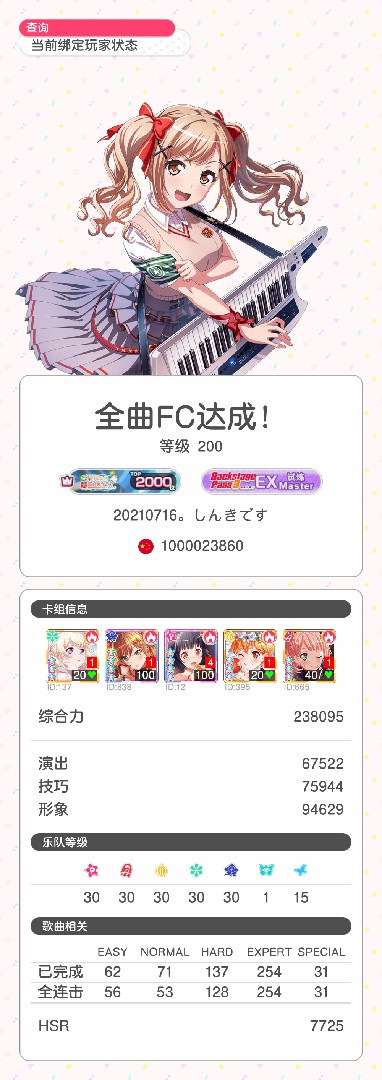 查询
当前绑定玩家状态
全曲FC达成！
等级 200
TOP 2000
Backstage Pass 3 EX 試練 Master
20210716。しんきです
1000023860
卡组信息
1 1 4 1 1
20 100 100 20 40
ID:137 ID:838 ID:12 ID:395 ID:665
综合力 238095
演出 67522
技巧 75944
形象 94629
乐队等级
30 30 30 30 30 1 15
歌曲相关
EASY NORMAL HARD EXPERT SPECIAL
已完成 62 71 137 254 31
全连击 56 53 128 254 31
HSR 7725